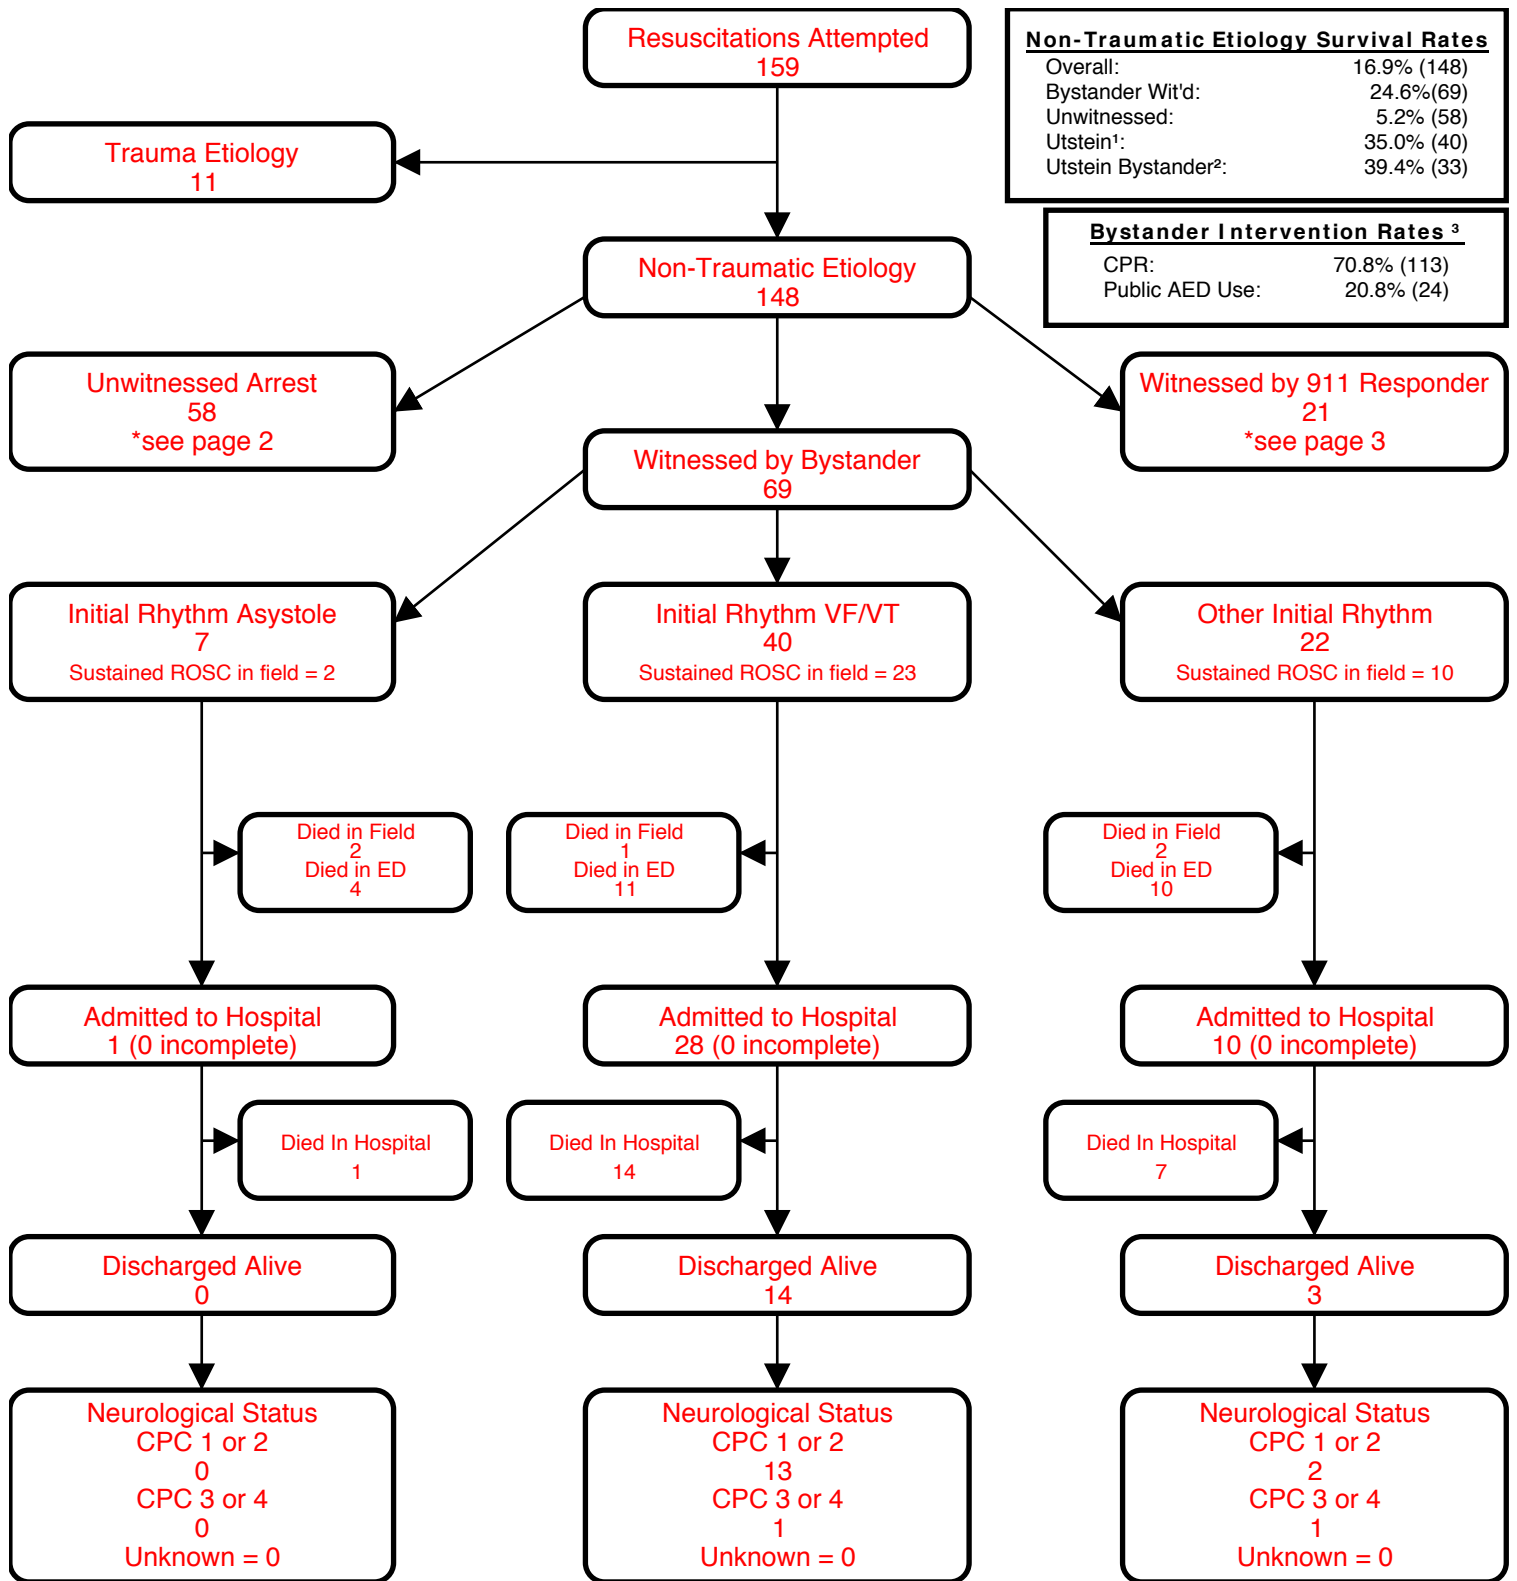 Resuscitations Attempted
159
Non-Traumatic Etiology Survival Rates
Overall: 16.9% (148)
Bystander Wit'd: 24.6%(69)
Unwitnessed: 5.2% (58)
Utstein¹: 35.0% (40)
Utstein Bystander²: 39.4% (33)
Trauma Etiology
11
Bystander Intervention Rates ³
CPR: 70.8% (113)
Public AED Use: 20.8% (24)
Non-Traumatic Etiology
148
Unwitnessed Arrest
58
*see page 2
Witnessed by 911 Responder
21
*see page 3
Witnessed by Bystander
69
Initial Rhythm Asystole
7
Sustained ROSC in field = 2
Initial Rhythm VF/VT
40
Sustained ROSC in field = 23
Other Initial Rhythm
22
Sustained ROSC in field = 10
Died in Field
2
Died in ED
4
Died in Field
1
Died in ED
11
Died in Field
2
Died in ED
10
Admitted to Hospital
1 (0 incomplete)
Admitted to Hospital
28 (0 incomplete)
Admitted to Hospital
10 (0 incomplete)
Died In Hospital
1
Died In Hospital
14
Died In Hospital
7
Discharged Alive
0
Discharged Alive
14
Discharged Alive
3
Neurological Status
CPC 1 or 2
0
CPC 3 or 4
0
Unknown = 0
Neurological Status
CPC 1 or 2
13
CPC 3 or 4
1
Unknown = 0
Neurological Status
CPC 1 or 2
2
CPC 3 or 4
1
Unknown = 0